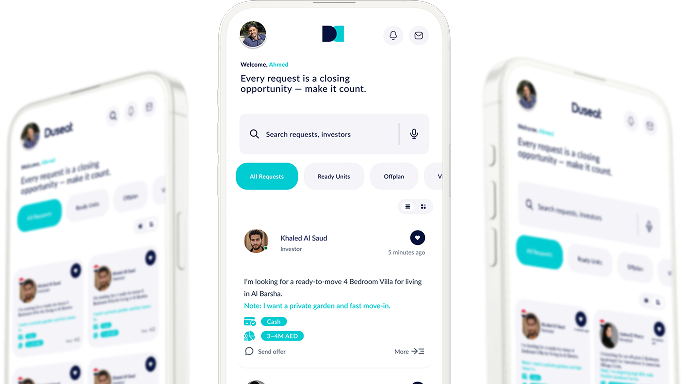 Welcome, Ahmed
Every request is a closing
opportunity — make it count.
Search requests, investors
All Requests
Ready Units
Offplan
Khaled Al Saud
Investor
5 minutes ago
I'm looking for a ready-to-move 4 Bedroom Villa for living
in Al Barsha.
Note: I want a private garden and fast move-in.
Cash
3-4M AED
Send offer
More
Duseat
Welcome, Ahmed
Every request is a closing
opportunity — make it count.
All Requests
Ready Units
Offplan
Duseat
Welcome, Ahmed
Every request is a closing
opportunity — make it count.
Search requests, investors
All Requests
Ready Units
Offplan